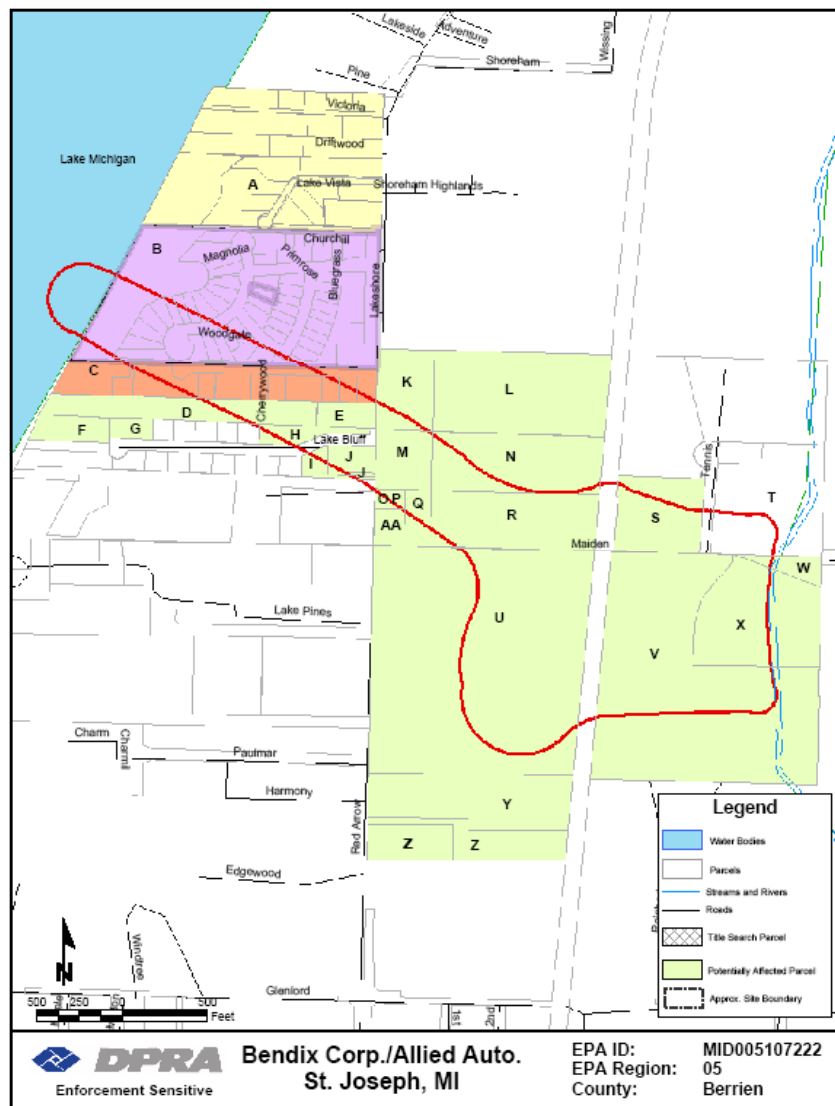 Lakeside
Adventure
Wissing
Shoreham
Pine
Victoria
Driftwood
Lake Michigan
A
Lake Vista
Shoreham Highlands
Churchill
B
Magnolia
Primrose
Bluegrass
Lakeshore
Woodgate
C
K
L
Cherrywood
D
E
F
G
H
Lake Bluff
M
N
Tennis
I
J
J
T
O
P
Q
R
S
AA
Maiden
W
Lake Pines
U
X
V
Charm
Charmil
Paulmar
Harmony
Red Arrow
Y
Z
Z
Edgewood
Windtree
Glenlord
1st
2nd
N
500 250
500
Feet
Legend
Water Bodies
Parcels
Streams and Rivers
Roads
Title Search Parcel
Potentially Affected Parcel
Approx. Site Boundary
DPRA
Enforcement Sensitive
Bendix Corp./Allied Auto.
St. Joseph, MI
EPA ID: MID005107222
EPA Region: 05
County: Berrien